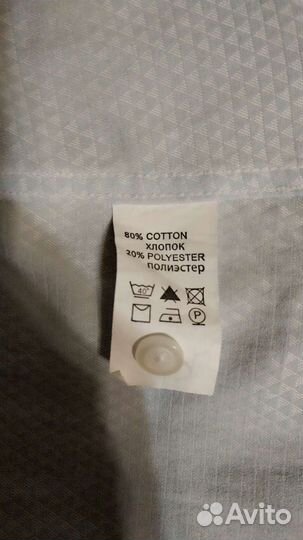 80% COTTON
ХЛОПОК
20% POLYESTER
полиэстер
40°
P
Avito